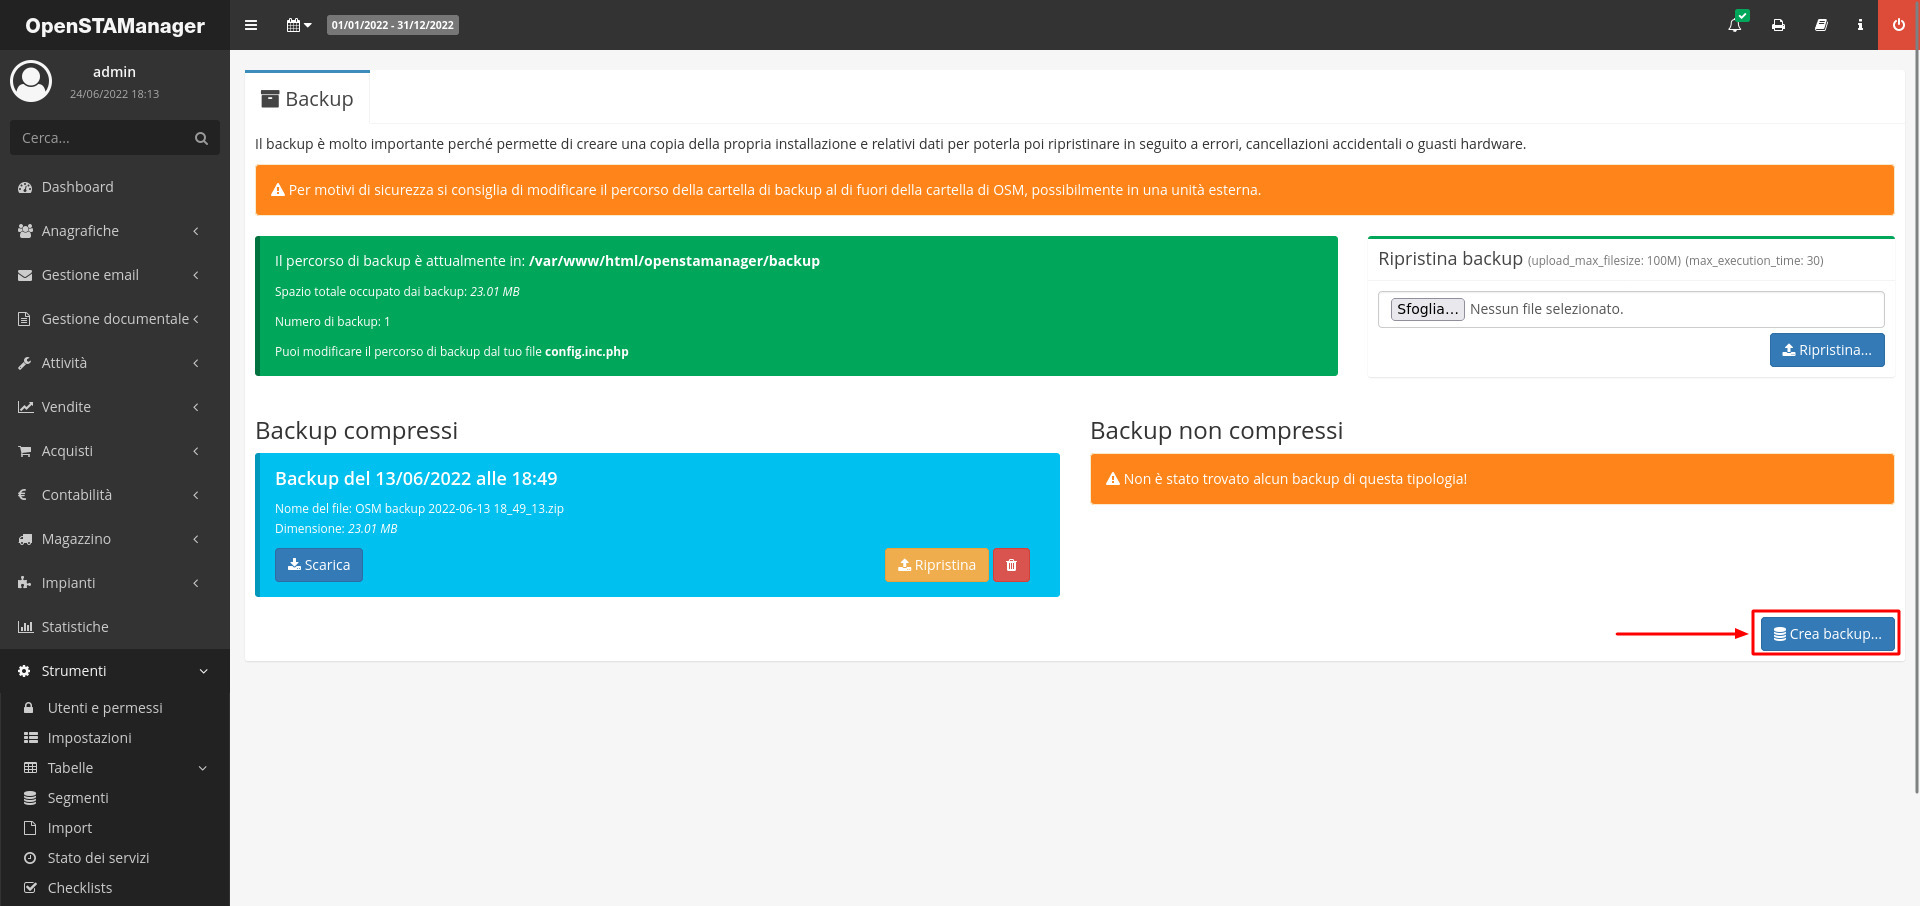 OpenSTAManager
01/01/2022 - 31/12/2022
admin
24/06/2022 18:13
Cerca...
Dashboard
Anagrafiche
Gestione email
Gestione documentale
Attività
Vendite
Acquisti
Contabilità
Magazzino
Impianti
Statistiche
Strumenti
Utenti e permessi
Impostazioni
Tabelle
Segmenti
Import
Stato dei servizi
Checklists
Backup
Il backup è molto importante perché permette di creare una copia della propria installazione e relativi dati per poterla poi ripristinare in seguito a errori, cancellazioni accidentali o guasti hardware.
Per motivi di sicurezza si consiglia di modificare il percorso della cartella di backup al di fuori della cartella di OSM, possibilmente in una unità esterna.
Il percorso di backup è attualmente in: /var/www/html/openstamanager/backup
Spazio totale occupato dai backup: 23.01 MB
Numero di backup: 1
Puoi modificare il percorso di backup dal tuo file config.inc.php
Ripristina backup (upload_max_filesize: 100M) (max_execution_time: 30)
Sfoglia... Nessun file selezionato.
Ripristina...
Backup compressi
Backup del 13/06/2022 alle 18:49
Nome del file: OSM backup 2022-06-13 18_49_13.zip
Dimensione: 23.01 MB
Scarica
Ripristina
Backup non compressi
Non è stato trovato alcun backup di questa tipologia!
Crea backup...